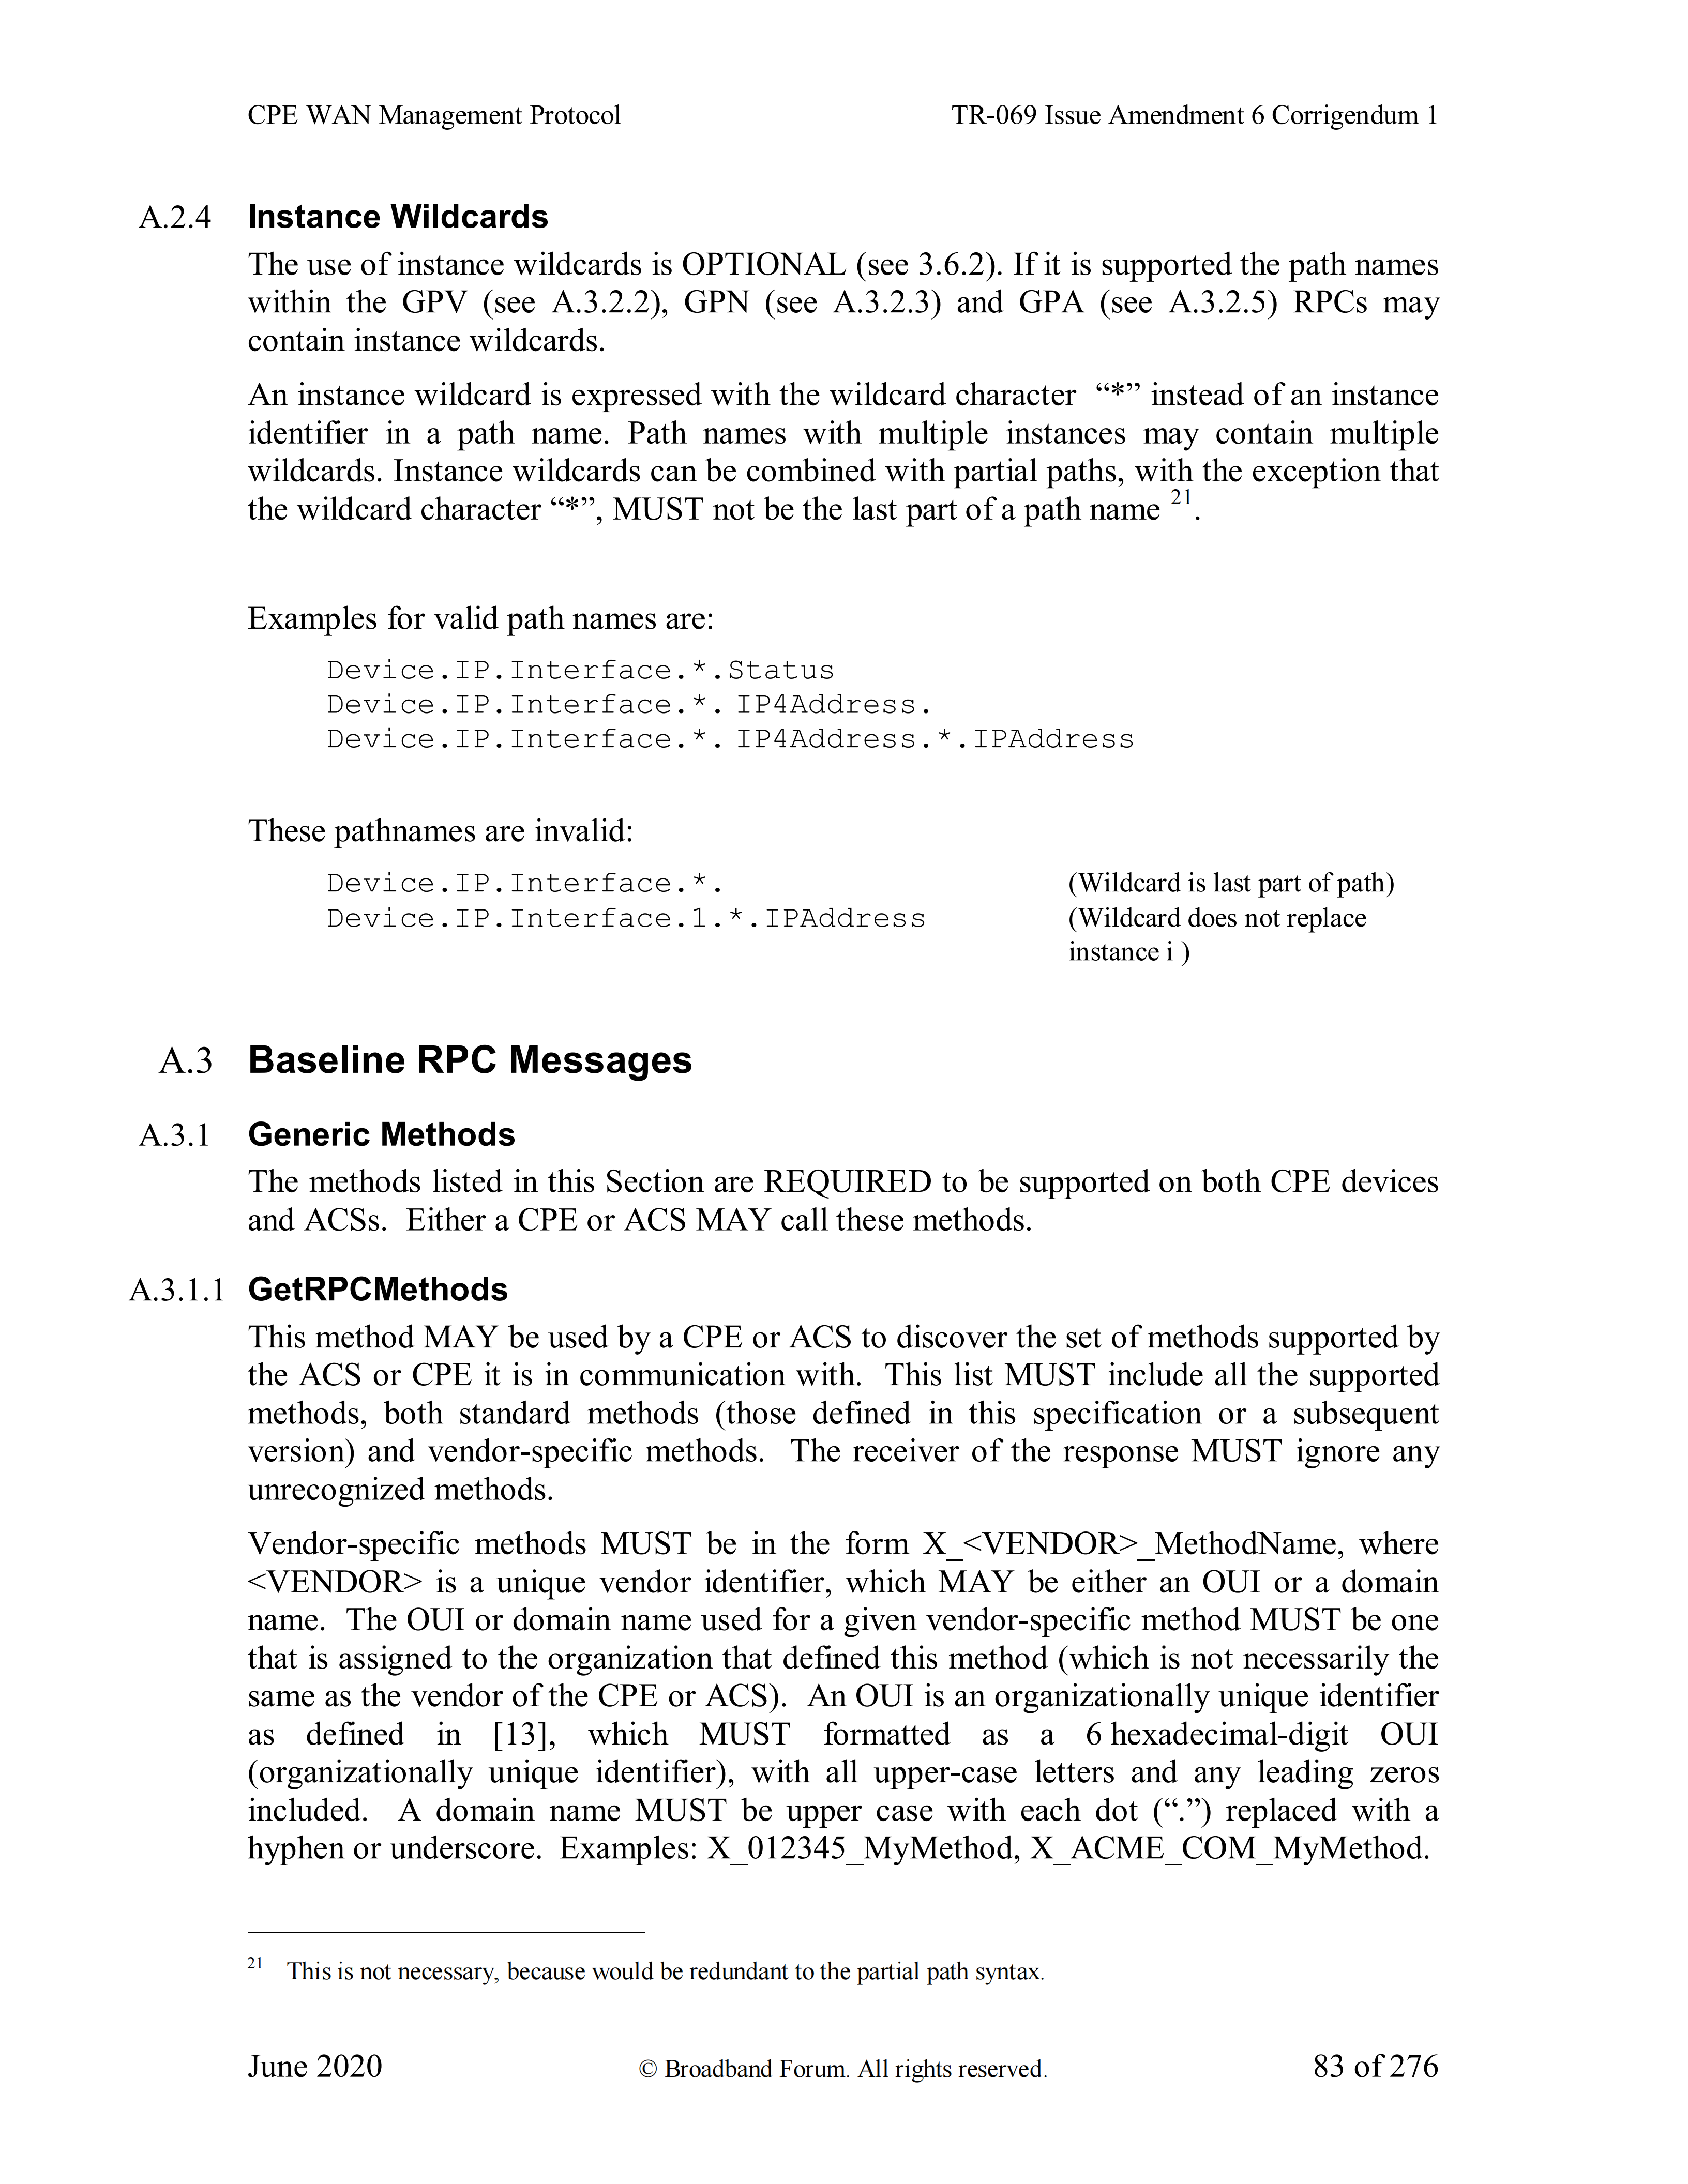 CPE WAN Management Protocol TR-069 Issue Amendment 6 Corrigendum 1
A.2.4 Instance Wildcards
The use of instance wildcards is OPTIONAL (see 3.6.2). If it is supported the path names
within the GPV (see A.3.2.2), GPN (see A.3.2.3) and GPA (see A.3.2.5) RPCs may
contain instance wildcards.
An instance wildcard is expressed with the wildcard character “*” instead of an instance
identifier in a path name. Path names with multiple instances may contain multiple
wildcards. Instance wildcards can be combined with partial paths, with the exception that
the wildcard character “*”, MUST not be the last part of a path name 21.
Examples for valid path names are:
Device.IP.Interface.*.Status
Device.IP.Interface.*. IP4Address.
Device.IP.Interface.*. IP4Address.*.IPAddress
These pathnames are invalid:
Device.IP.Interface.*. (Wildcard is last part of path)
Device.IP.Interface.1.*.IPAddress (Wildcard does not replace
instance i )
A.3 Baseline RPC Messages
A.3.1 Generic Methods
The methods listed in this Section are REQUIRED to be supported on both CPE devices
and ACSs. Either a CPE or ACS MAY call these methods.
A.3.1.1 GetRPCMethods
This method MAY be used by a CPE or ACS to discover the set of methods supported by
the ACS or CPE it is in communication with. This list MUST include all the supported
methods, both standard methods (those defined in this specification or a subsequent
version) and vendor-specific methods. The receiver of the response MUST ignore any
unrecognized methods.
Vendor-specific methods MUST be in the form X_<VENDOR>_MethodName, where
<VENDOR> is a unique vendor identifier, which MAY be either an OUI or a domain
name. The OUI or domain name used for a given vendor-specific method MUST be one
that is assigned to the organization that defined this method (which is not necessarily the
same as the vendor of the CPE or ACS). An OUI is an organizationally unique identifier
as defined in [13], which MUST formatted as a 6 hexadecimal-digit OUI
(organizationally unique identifier), with all upper-case letters and any leading zeros
included. A domain name MUST be upper case with each dot (“.”) replaced with a
hyphen or underscore. Examples: X_012345_MyMethod, X_ACME_COM_MyMethod.
21 This is not necessary, because would be redundant to the partial path syntax.
June 2020 © Broadband Forum. All rights reserved. 83 of 276